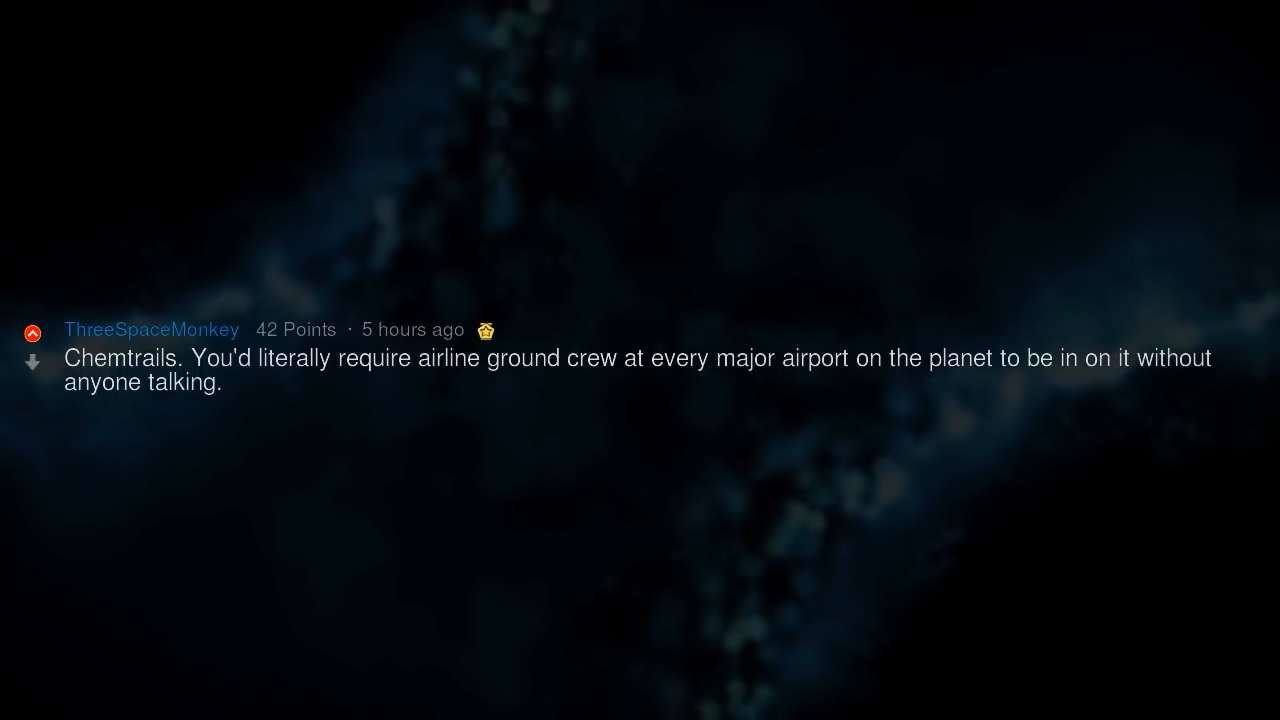 ThreeSpaceMonkey 42 Points · 5 hours ago
Chemtrails. You'd literally require airline ground crew at every major airport on the planet to be in on it without
anyone talking.